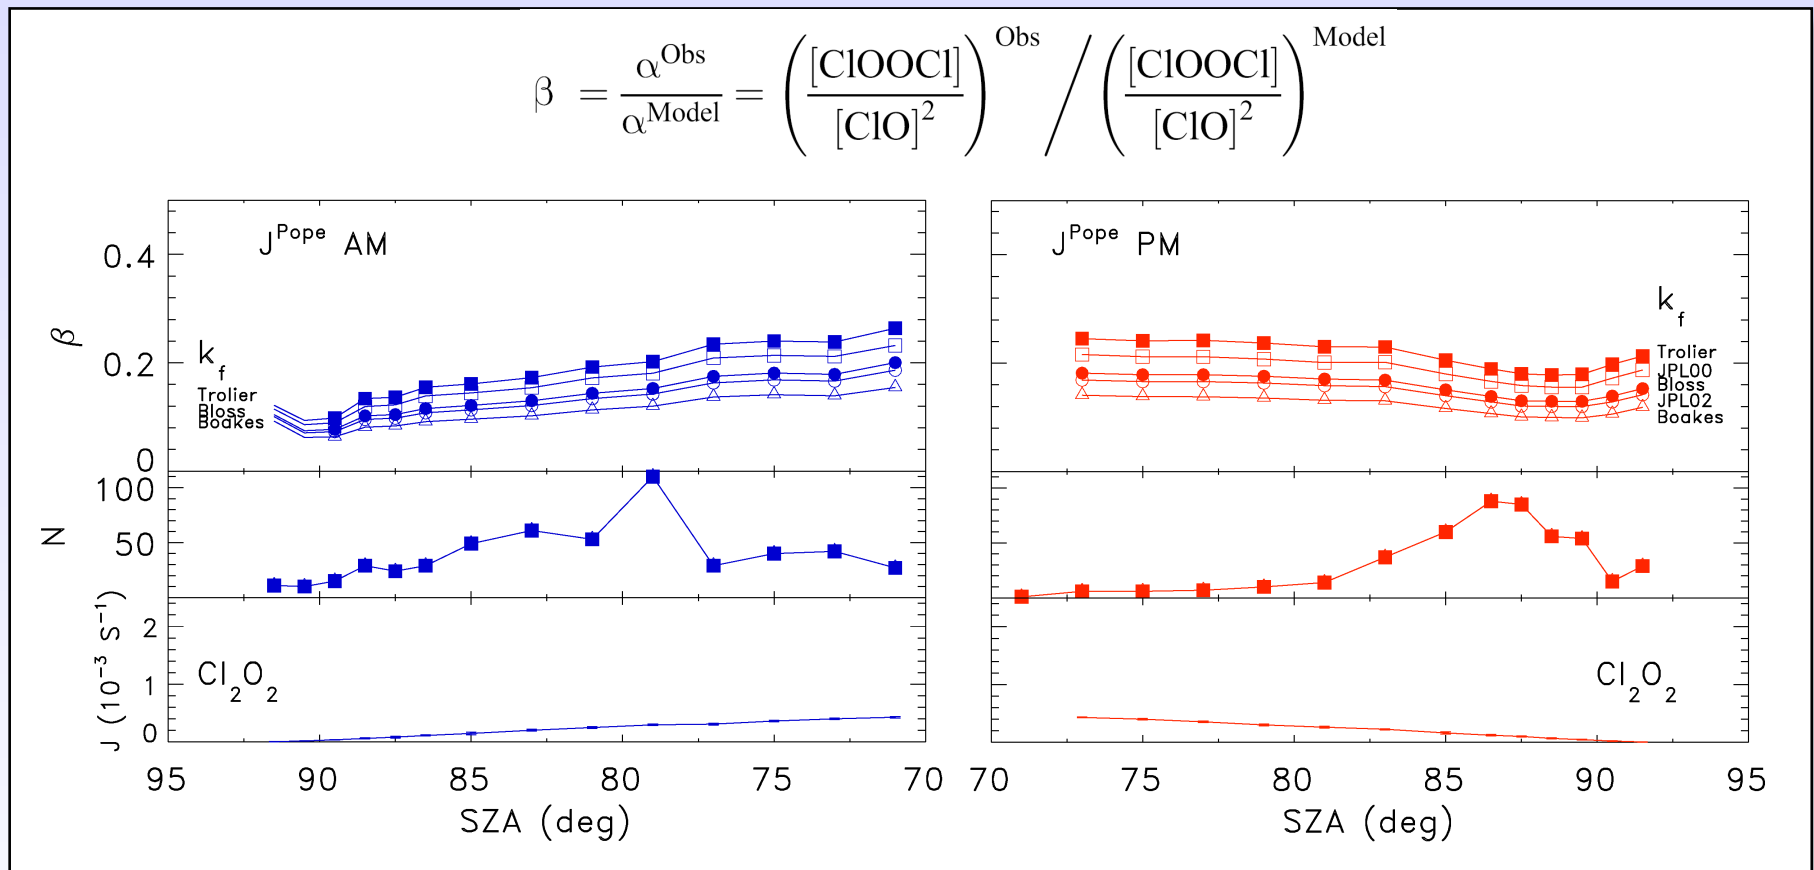 β = α^Obs / α^Model = ([ClOOCl] / [ClO]^2)^Obs / ([ClOOCl] / [ClO]^2)^Model
J^Pope AM
0.4
0.2
0
β
k_f
Trolier
Bloss
Boakes
J^Pope PM
k_f
Trolier
JPL00
Bloss
JPL02
Boakes
100
50
N
2
1
0
J (10^-3 S^-1)
Cl_2O_2
Cl_2O_2
95 90 85 80 75 70
SZA (deg)
70 75 80 85 90 95
SZA (deg)